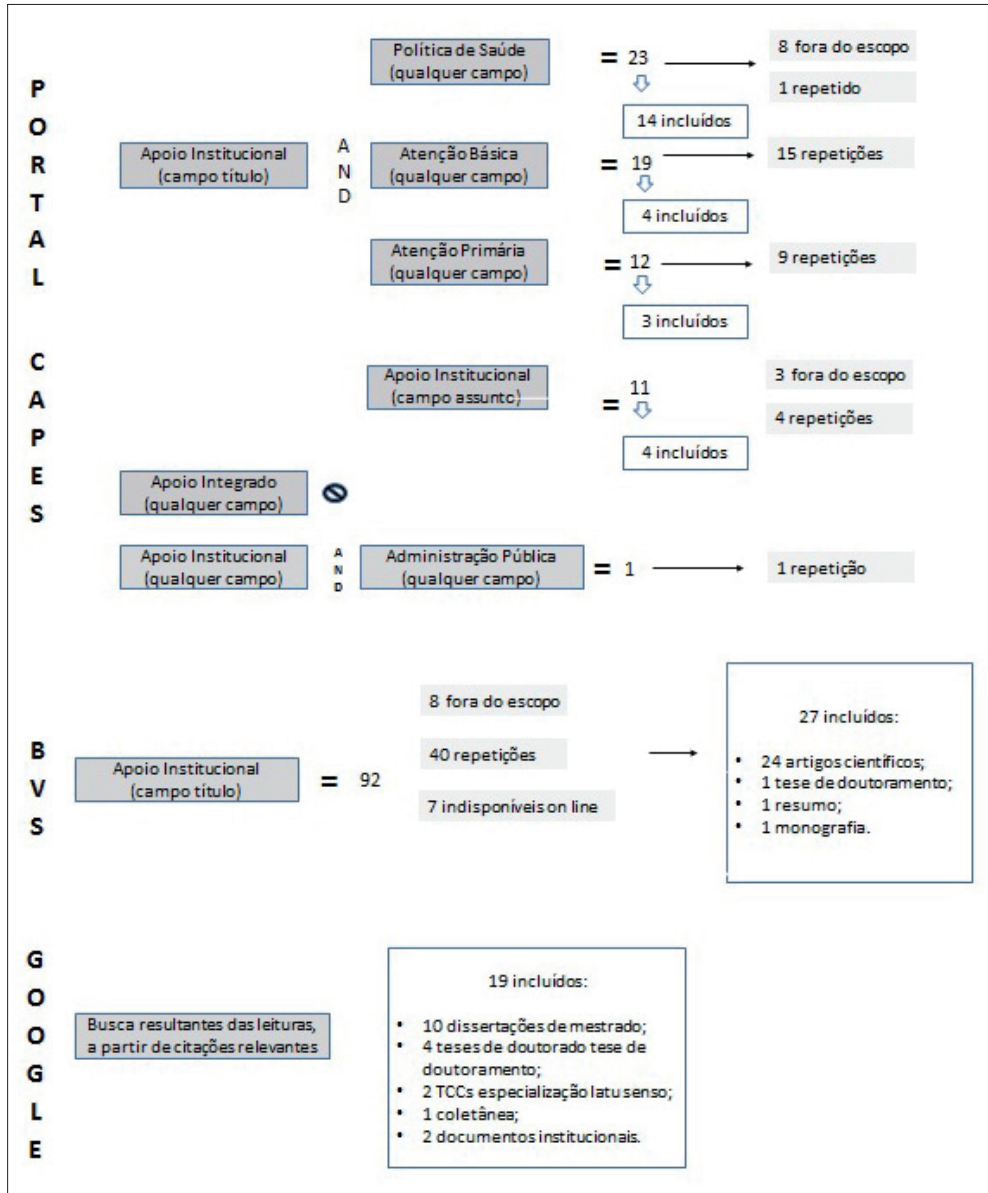 PORTAL
CAPES
Política de Saúde
(qualquer campo)
= 23
8 fora do escopo
1 repetido
14 incluídos
Apoio Institucional
(campo título)
AND
Atenção Básica
(qualquer campo)
= 19
15 repetições
4 incluídos
Atenção Primária
(qualquer campo)
= 12
9 repetições
3 incluídos
Apoio Institucional
(campo assunto)
= 11
3 fora do escopo
4 repetições
4 incluídos
Apoio Integrado
(qualquer campo)
Apoio Institucional
(qualquer campo)
AND
Administração Pública
(qualquer campo)
= 1
1 repetição
BVS
Apoio Institucional
(campo título)
= 92
8 fora do escopo
40 repetições
7 indisponíveis on line
27 incluídos:
• 24 artigos científicos;
• 1 tese de doutoramento;
• 1 resumo;
• 1 monografia.
GOOGLE
Busca resultantes das leituras,
a partir de citações relevantes
19 incluídos:
• 10 dissertações de mestrado;
• 4 teses de doutorado tese de
doutoramento;
• 2 TCCs especialização latu senso;
• 1 coletânea;
• 2 documentos institucionais.